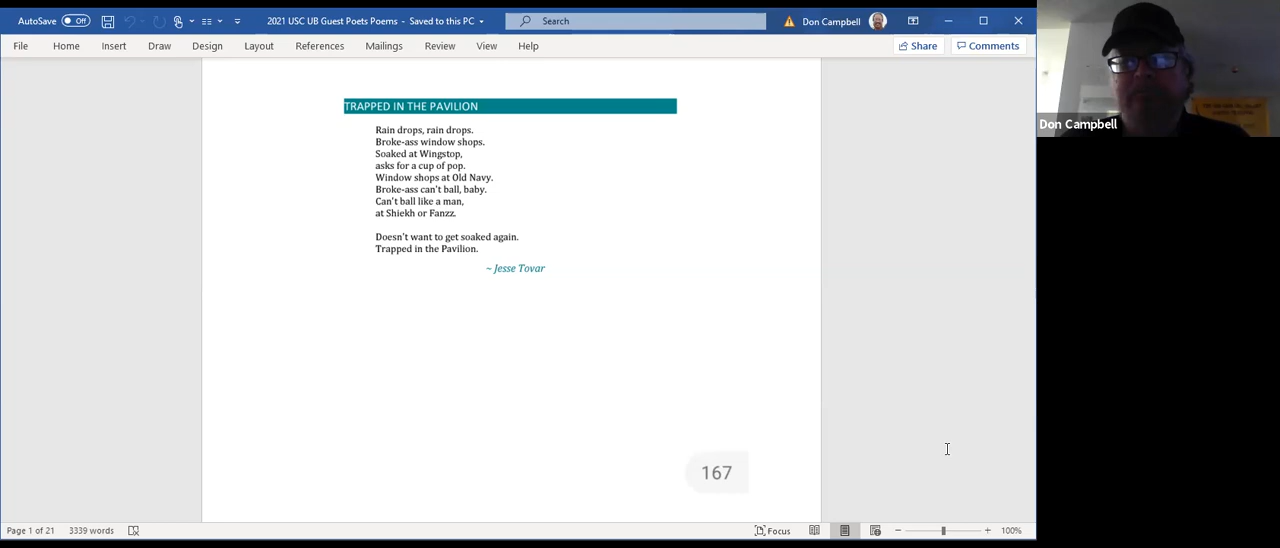 AutoSave Off 2021 USC UB Guest Poets Poems - Saved to this PC Search Don Campbell
File Home Insert Draw Design Layout References Mailings Review View Help Share Comments
Don Campbell
TRAPPED IN THE PAVILION
Rain drops, rain drops.
Broke-ass window shops.
Soaked at Wingstop,
asks for a cup of pop.
Window shops at Old Navy.
Broke-ass can't ball, baby.
Can't ball like a man,
at Shiekh or Fanzz.
Doesn't want to get soaked again.
Trapped in the Pavilion.
~ Jesse Tovar
167
Page 1 of 21 3339 words Focus 100%